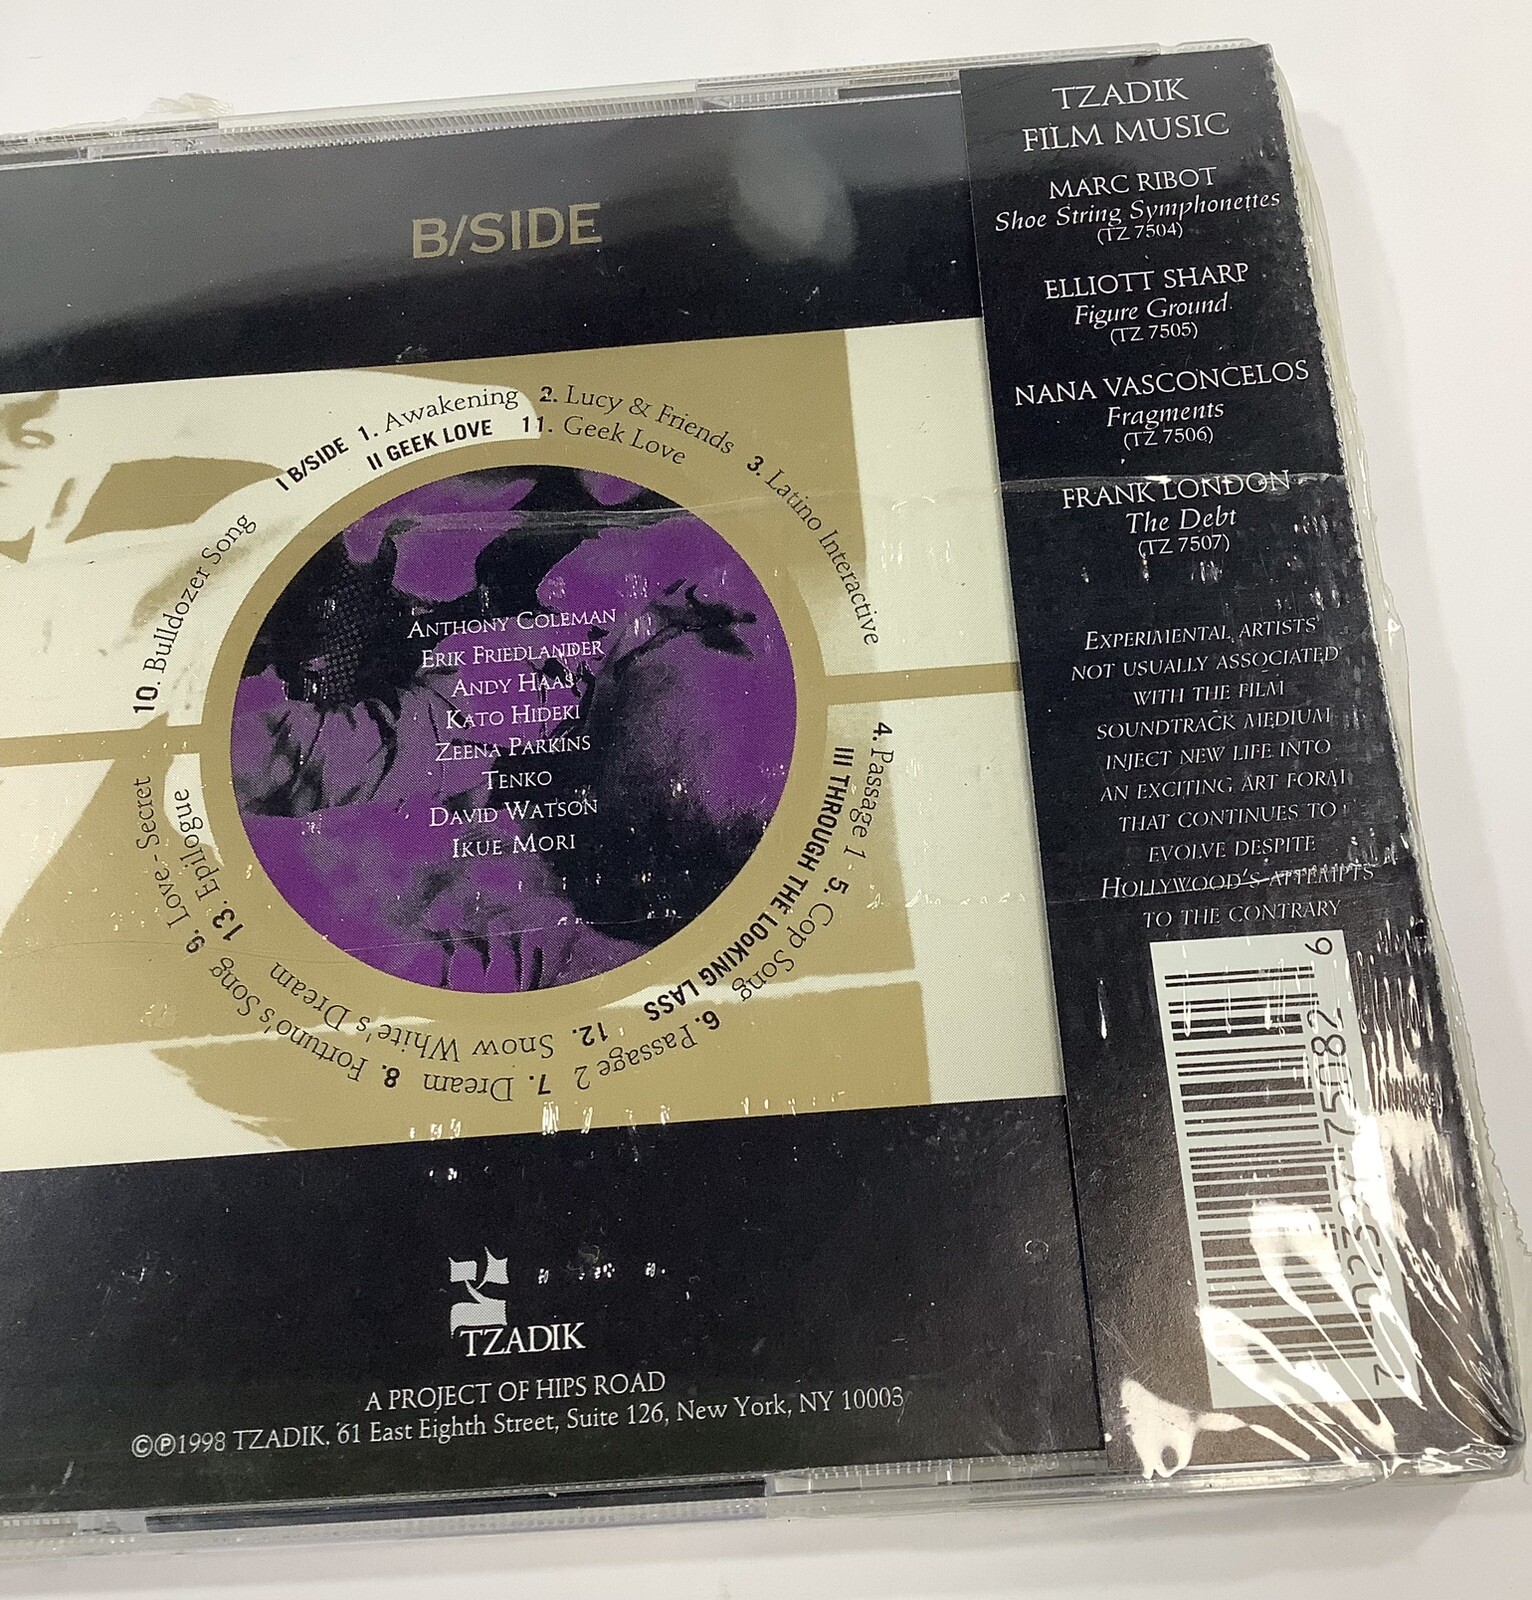 B/SIDE
I B/SIDE 1. Awakening 2. Lucy & Friends 3. Latino Interactive
4. Passage 1 5. Cop Song 6. Passage 2 7. Dream 8. Fortuno's Song 9. Love-Secret 10. Bulldozer Song
II GEEK LOVE 11. Geek Love
III THROUGH THE LOOKING LASS 12. Snow White's Dream 13. Epilogue
ANTHONY COLEMAN
ERIK FRIEDLANDER
ANDY HAAS
KATO HIDEKI
ZEENA PARKINS
TENKO
DAVID WATSON
IKUE MORI
TZADIK
A PROJECT OF HIPS ROAD
©℗1998 TZADIK, 61 East Eighth Street, Suite 126, New York, NY 10003
TZADIK
FILM MUSIC
MARC RIBOT
Shoe String Symphonettes
(TZ 7504)
ELLIOTT SHARP
Figure Ground
(TZ 7505)
NANA VASCONCELOS
Fragments
(TZ 7506)
FRANK LONDON
The Debt
(TZ 7507)
EXPERIMENTAL ARTISTS
NOT USUALLY ASSOCIATED
WITH THE FILM
SOUNDTRACK MEDIUM
INJECT NEW LIFE INTO
AN EXCITING ART FORM
THAT CONTINUES TO
EVOLVE DESPITE
HOLLYWOOD'S ATTEMPTS
TO THE CONTRARY
7 02397 75082 6